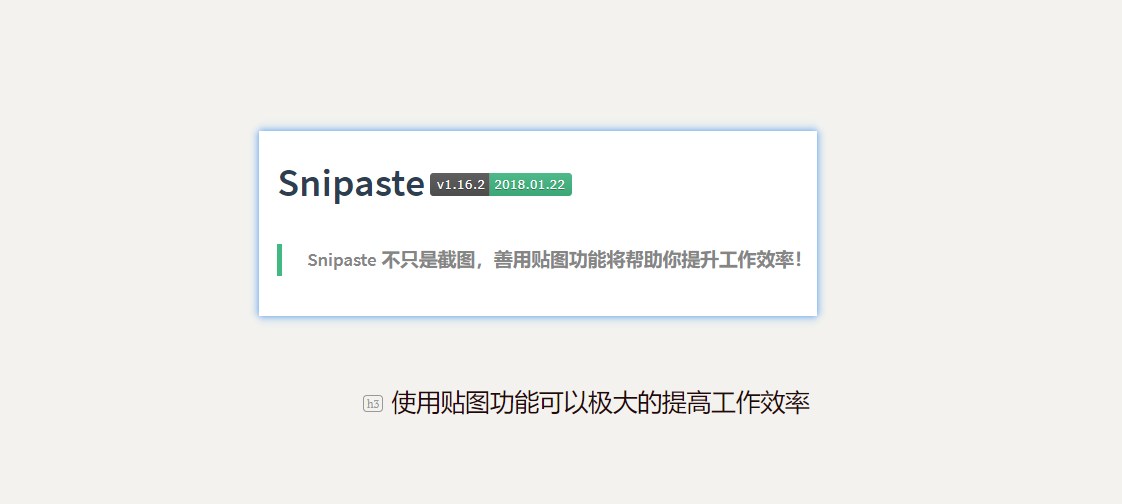 Snipaste v1.16.2 2018.01.22
Snipaste 不只是截图，善用贴图功能将帮助你提升工作效率！
h3 使用贴图功能可以极大的提高工作效率